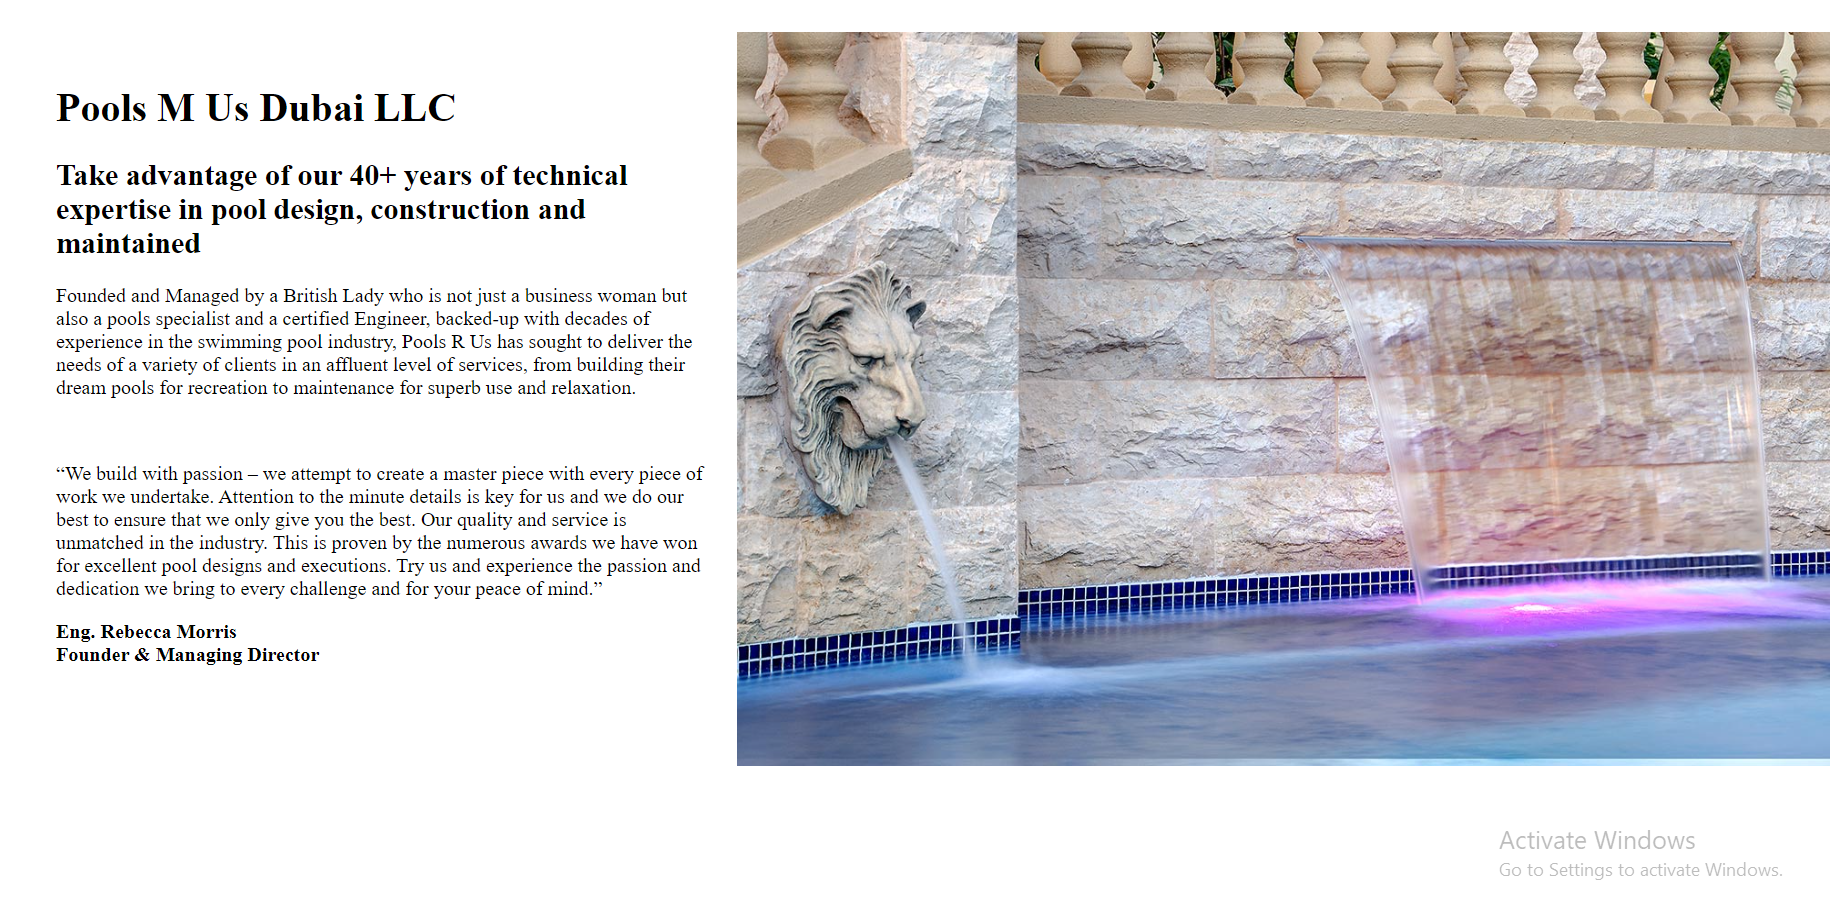 Pools M Us Dubai LLC
Take advantage of our 40+ years of technical
expertise in pool design, construction and
maintained
Founded and Managed by a British Lady who is not just a business woman but
also a pools specialist and a certified Engineer, backed-up with decades of
experience in the swimming pool industry, Pools R Us has sought to deliver the
needs of a variety of clients in an affluent level of services, from building their
dream pools for recreation to maintenance for superb use and relaxation.
“We build with passion – we attempt to create a master piece with every piece of
work we undertake. Attention to the minute details is key for us and we do our
best to ensure that we only give you the best. Our quality and service is
unmatched in the industry. This is proven by the numerous awards we have won
for excellent pool designs and executions. Try us and experience the passion and
dedication we bring to every challenge and for your peace of mind.”
Eng. Rebecca Morris
Founder & Managing Director
Activate Windows
Go to Settings to activate Windows.